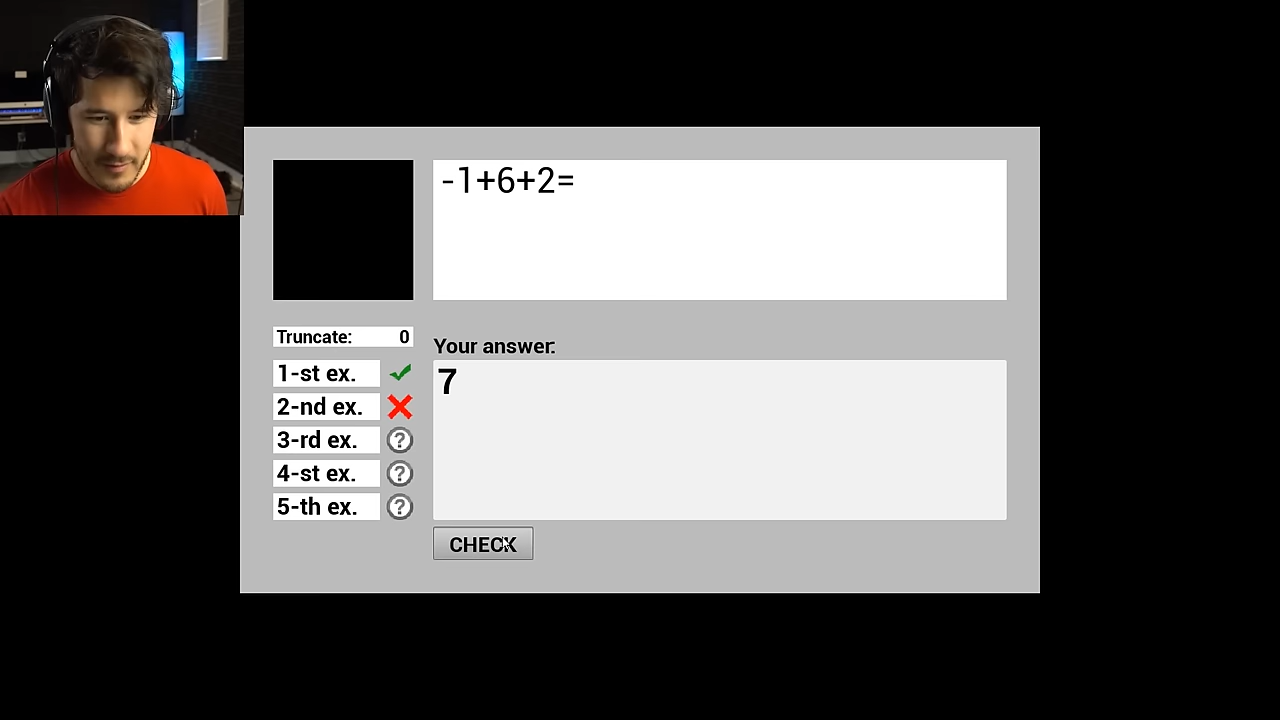 -1+6+2=
Truncate: 0
Your answer:
1-st ex.
7
2-nd ex.
3-rd ex.
4-st ex.
5-th ex.
CHECK